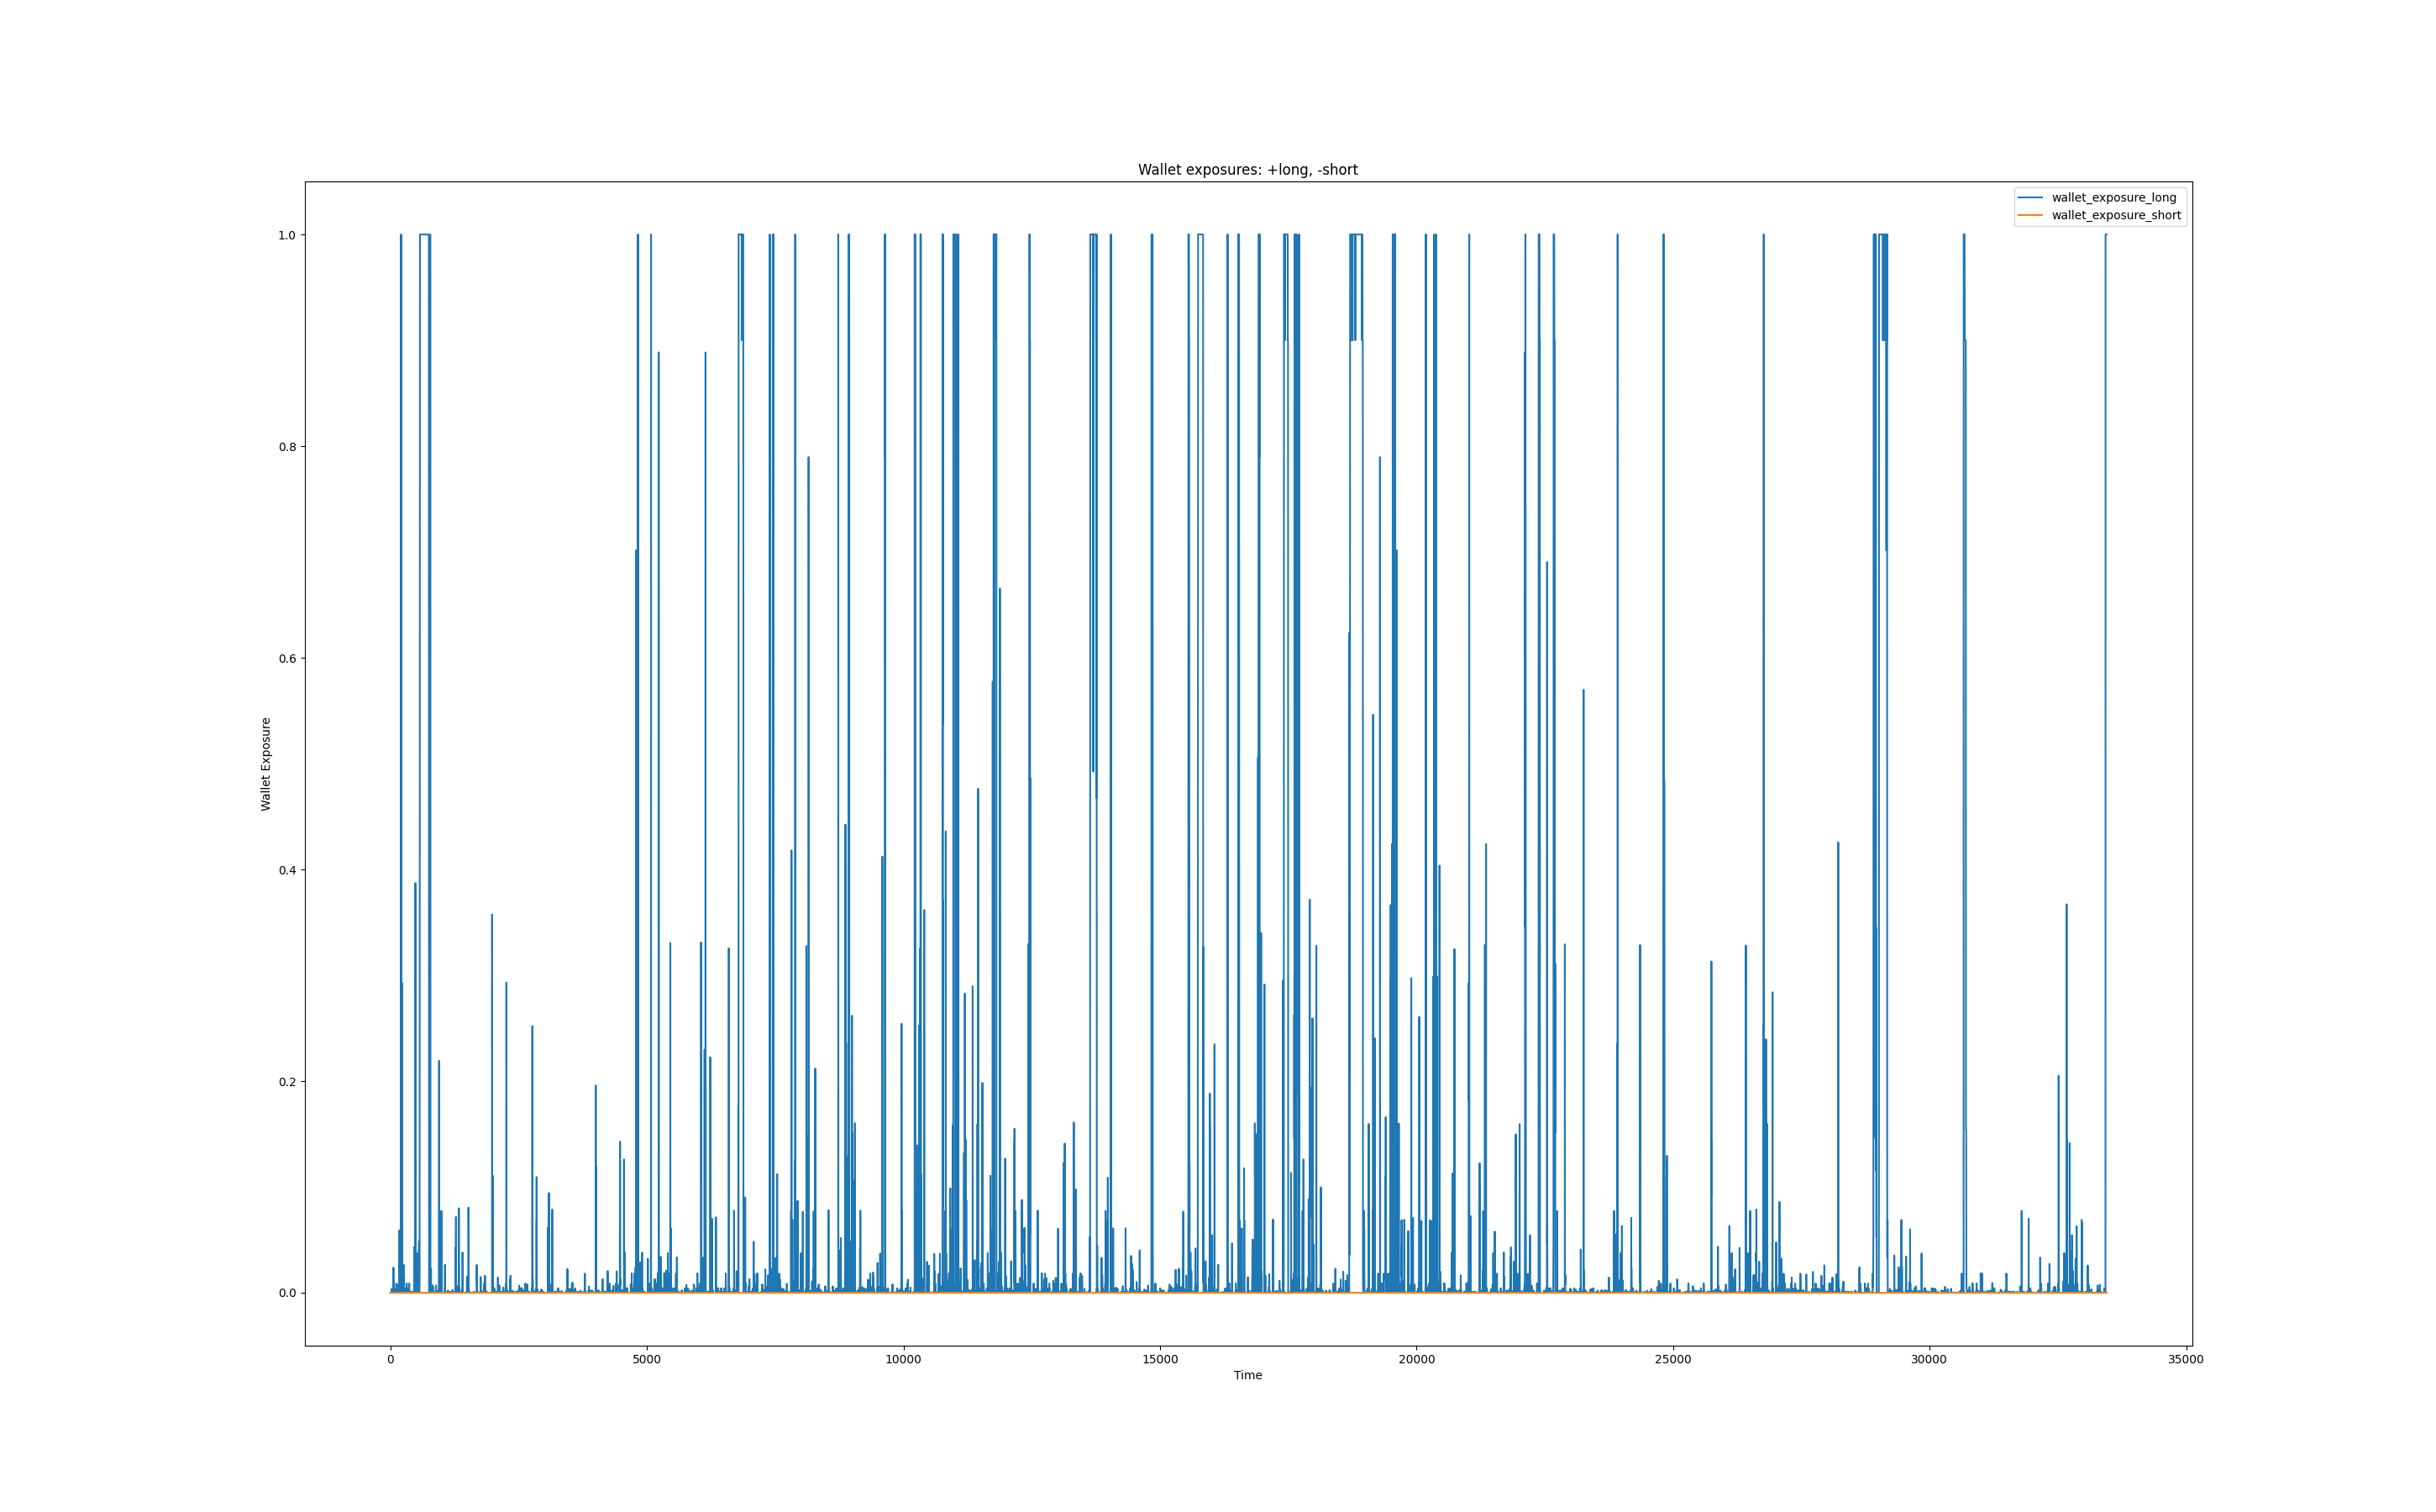 Wallet exposures: +long, -short
wallet_exposure_long
wallet_exposure_short
1.0
0.8
0.6
0.4
0.2
0.0
Wallet Exposure
0 5000 10000 15000 20000 25000 30000 35000
Time